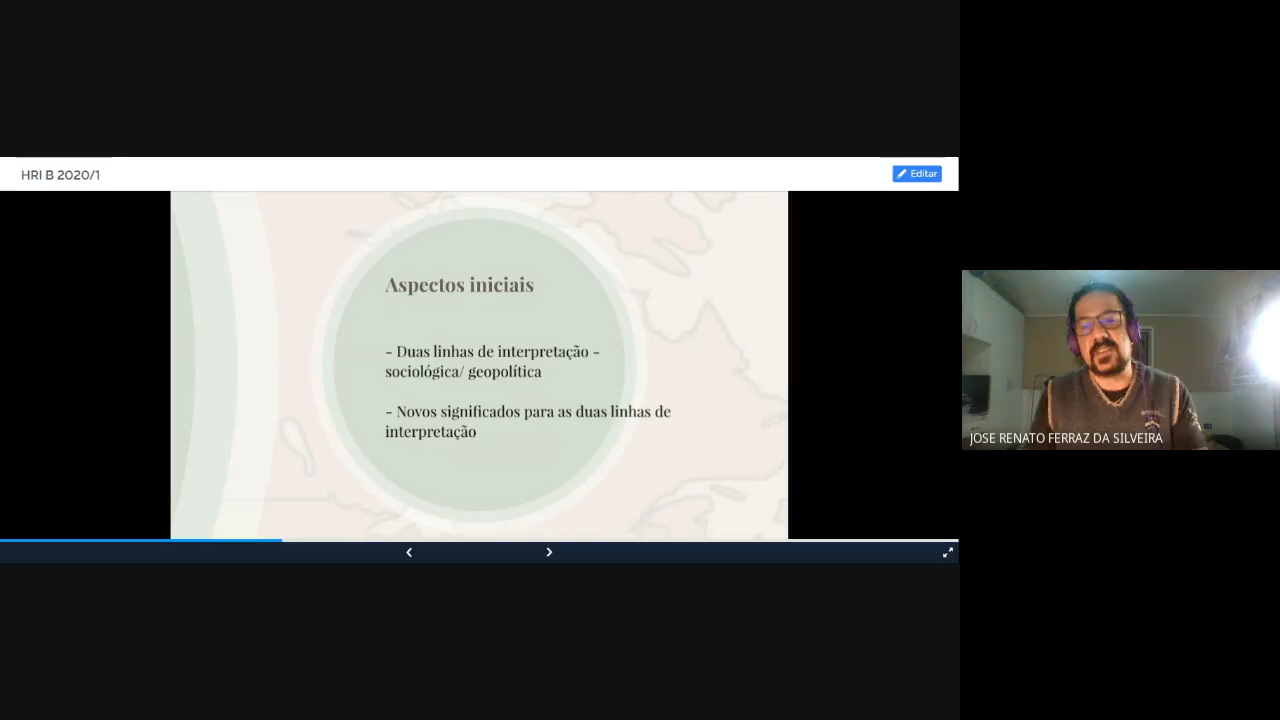 HRI B 2020/1
Editar
Aspectos iniciais
- Duas linhas de interpretação -
sociológica/ geopolítica
- Novos significados para as duas linhas de
interpretação
JOSE RENATO FERRAZ DA SILVEIRA